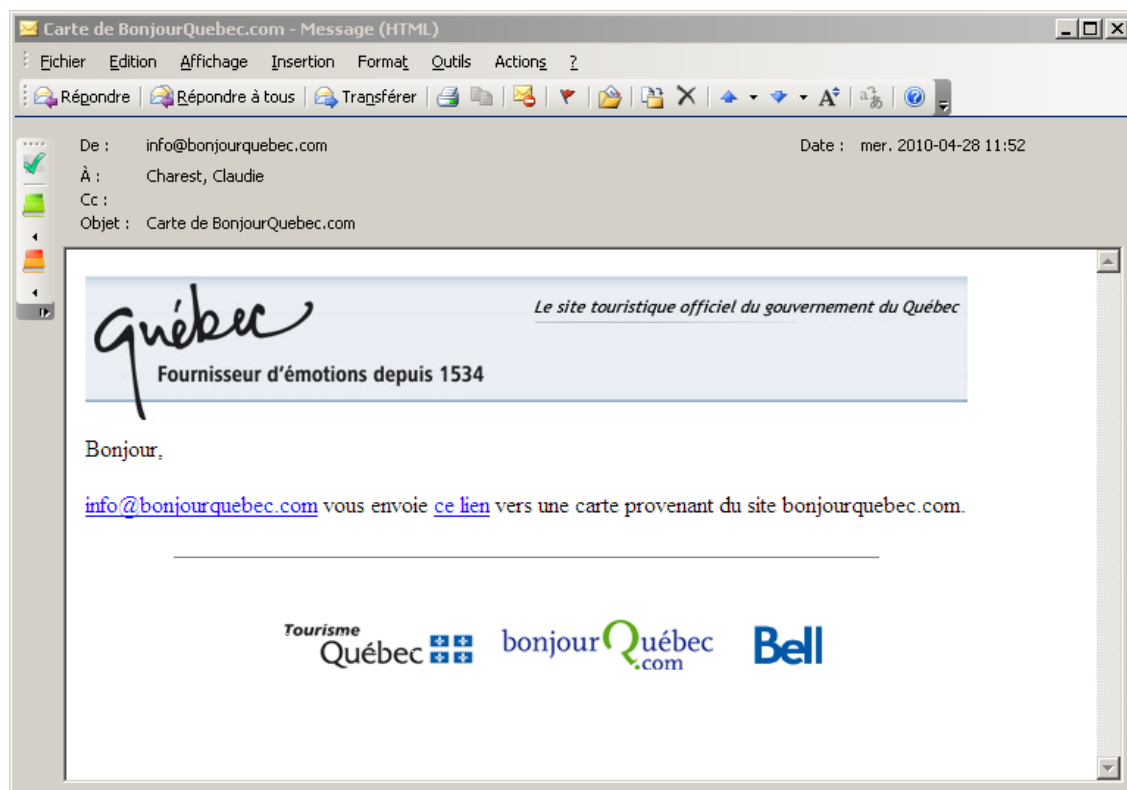 Carte de BonjourQuebec.com - Message (HTML)
Fichier Edition Affichage Insertion Format Outils Actions ?
Répondre Répondre à tous Transférer
De : info@bonjourquebec.com Date : mer. 2010-04-28 11:52
À : Charest, Claudie
Cc :
Objet : Carte de BonjourQuebec.com
québec Le site touristique officiel du gouvernement du Québec
Fournisseur d'émotions depuis 1534
Bonjour,
info@bonjourquebec.com vous envoie ce lien vers une carte provenant du site bonjourquebec.com.
Tourisme
Québec bonjourQuébec Bell
.com